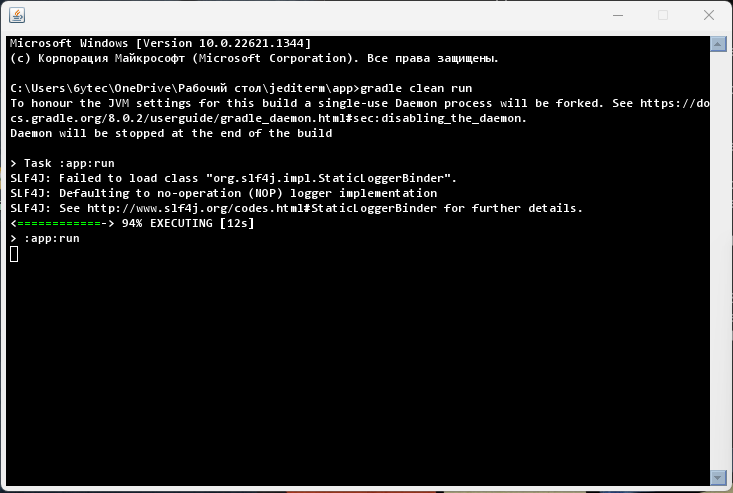 Microsoft Windows [Version 10.0.22621.1344]
(c) Корпорация Майкрософт (Microsoft Corporation). Все права защищены.
C:\Users\6ytec\OneDrive\Рабочий стол\jediterm\app>gradle clean run
To honour the JVM settings for this build a single-use Daemon process will be forked. See https://do
cs.gradle.org/8.0.2/userguide/gradle_daemon.html#sec:disabling_the_daemon.
Daemon will be stopped at the end of the build
> Task :app:run
SLF4J: Failed to load class "org.slf4j.impl.StaticLoggerBinder".
SLF4J: Defaulting to no-operation (NOP) logger implementation
SLF4J: See http://www.slf4j.org/codes.html#StaticLoggerBinder for further details.
<============-> 94% EXECUTING [12s]
> :app:run